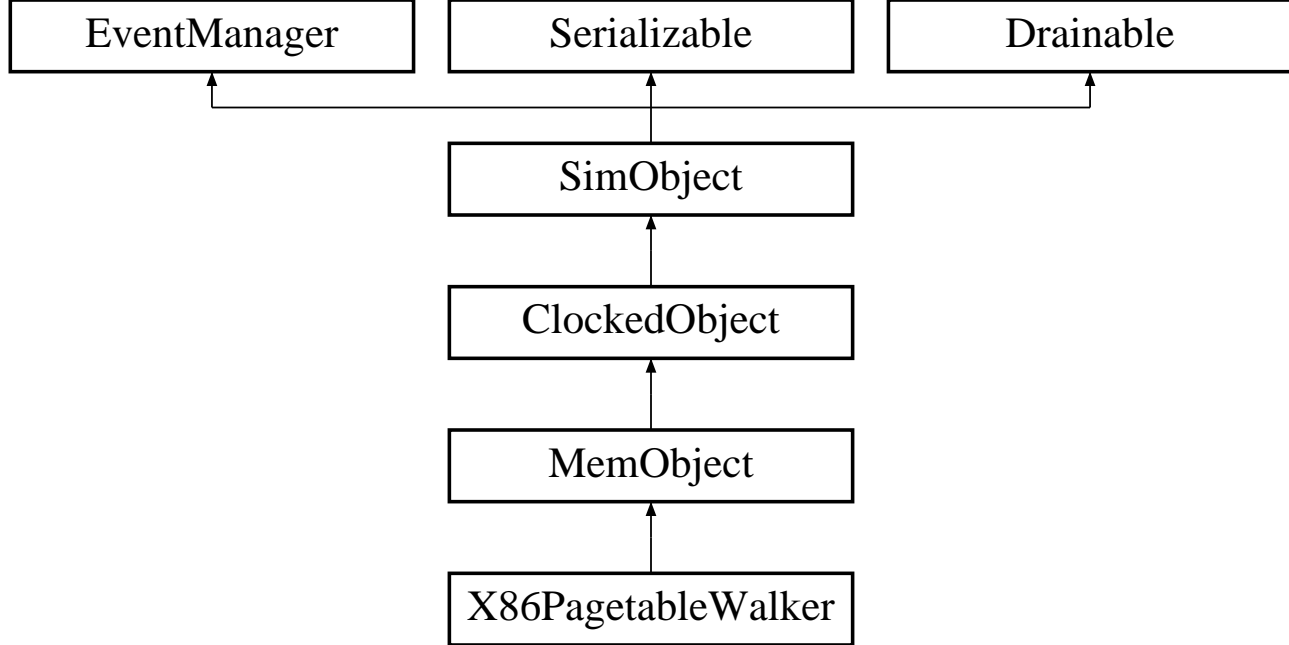 EventManager
Serializable
Drainable
SimObject
ClockedObject
MemObject
X86PagetableWalker